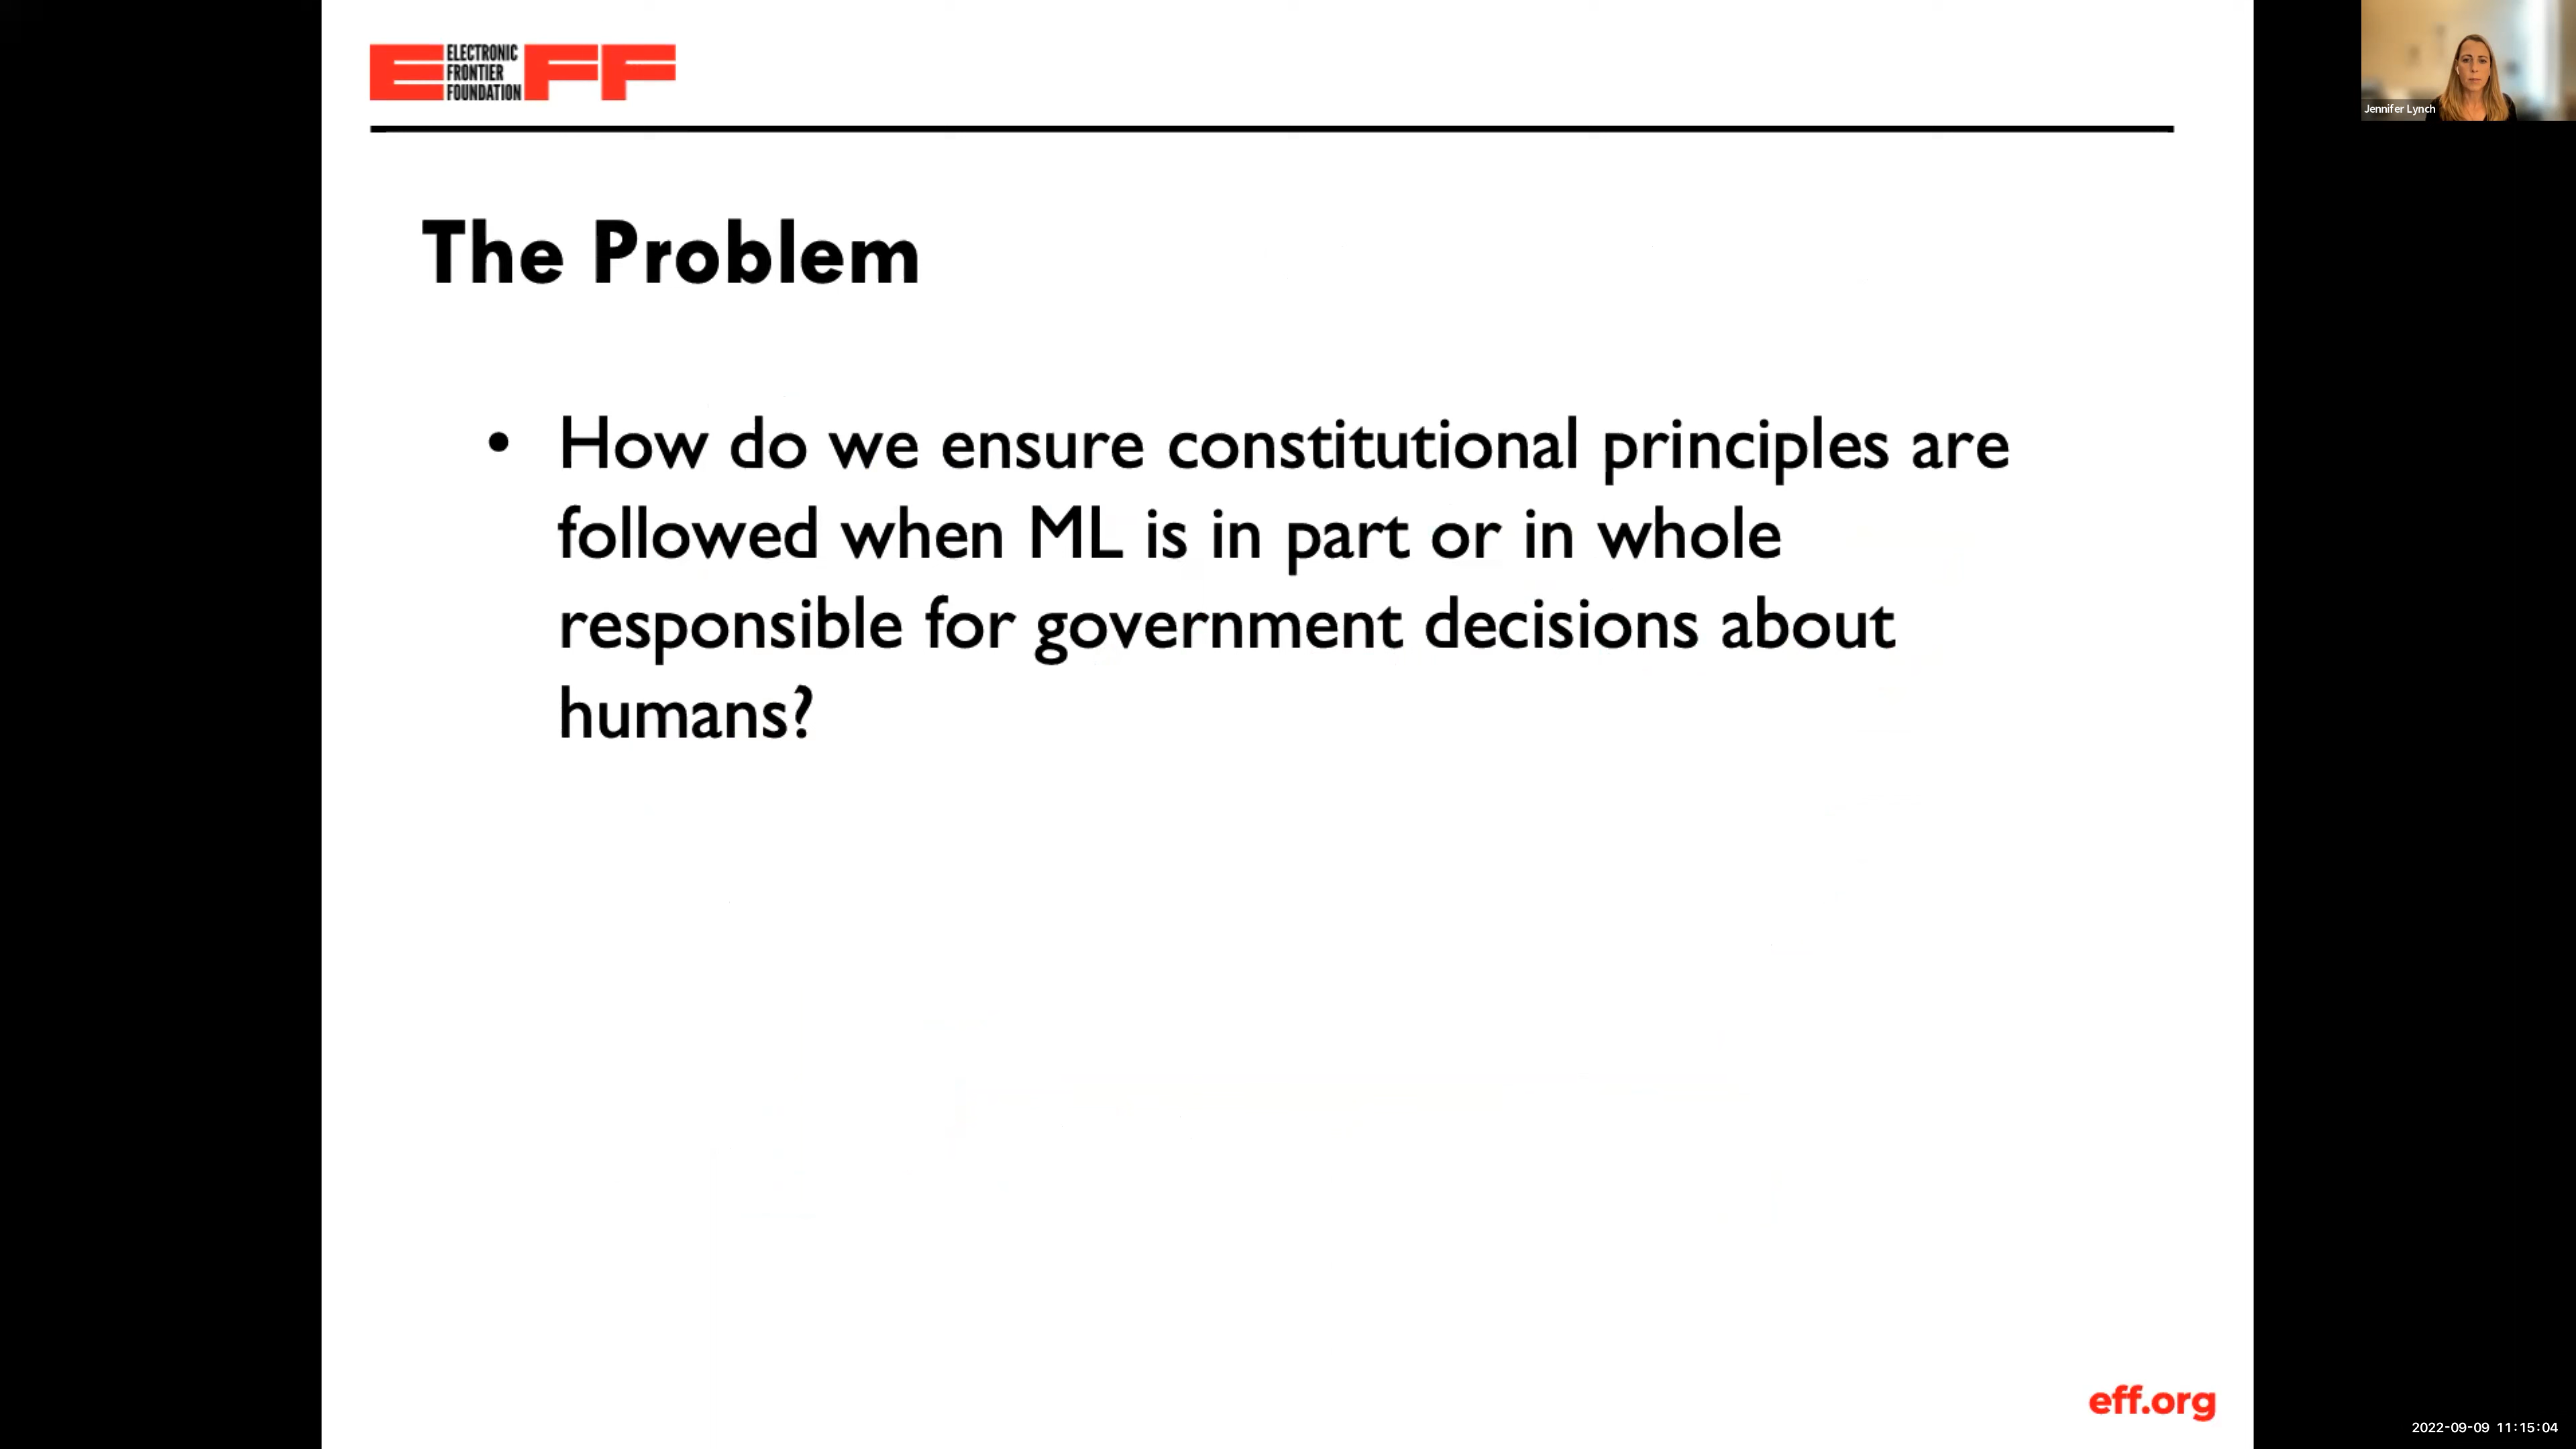 ELECTRONIC
FRONTIER
FOUNDATION
EFF
Jennifer Lynch
The Problem
• How do we ensure constitutional principles are
followed when ML is in part or in whole
responsible for government decisions about
humans?
eff.org
2022-09-09 11:15:04